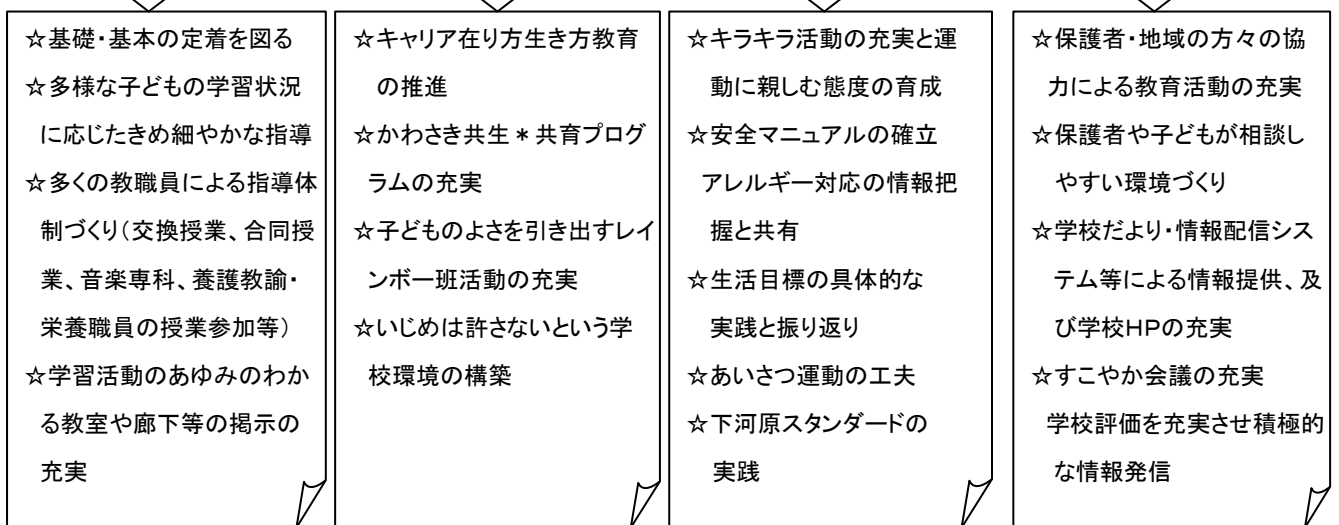 ☆基礎・基本の定着を図る
☆多様な子どもの学習状況
に応じたきめ細やかな指導
☆多くの教職員による指導体
制づくり(交換授業、合同授
業、音楽専科、養護教諭・
栄養職員の授業参加等)
☆学習活動のあゆみのわか
る教室や廊下等の掲示の
充実
☆キャリア在り方生き方教育
の推進
☆かわさき共生＊共育プログ
ラムの充実
☆子どものよさを引き出すレイ
ンボー班活動の充実
☆いじめは許さないという学
校環境の構築
☆キラキラ活動の充実と運
動に親しむ態度の育成
☆安全マニュアルの確立
アレルギー対応の情報把
握と共有
☆生活目標の具体的な
実践と振り返り
☆あいさつ運動の工夫
☆下河原スタンダードの
実践
☆保護者・地域の方々の協
力による教育活動の充実
☆保護者や子どもが相談し
やすい環境づくり
☆学校だより・情報配信シス
テム等による情報提供、及
び学校HPの充実
☆すこやか会議の充実
学校評価を充実させ積極的
な情報発信